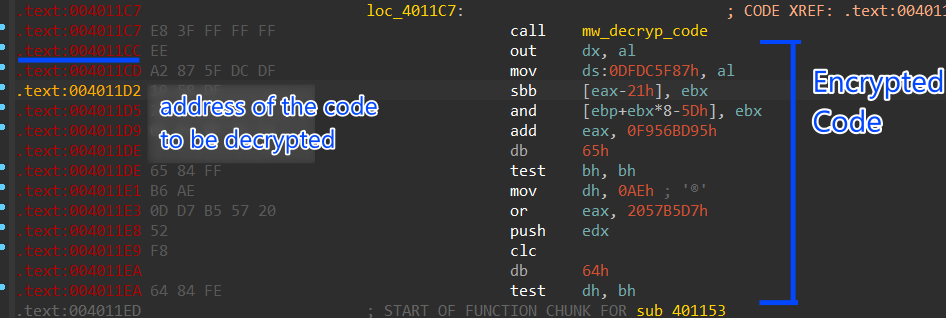 .text:004011C7 loc_4011C7: ; CODE XREF: .text:00401
.text:004011C7 E8 3F FF FF FF call mw_decryp_code
.text:004011CC EE out dx, al
.text:004011CD A2 87 5F DC DF mov ds:0DFDC5F87h, al
.text:004011D2 sbb [eax-21h], ebx
.text:004011D5 and [ebp+ebx*8-5Dh], ebx
.text:004011D9 add eax, 0F956BD95h
.text:004011DE db 65h
.text:004011DE 65 84 FF test bh, bh
.text:004011E1 B6 AE mov dh, 0AEh ; '®'
.text:004011E3 0D D7 B5 57 20 or eax, 2057B5D7h
.text:004011E8 52 push edx
.text:004011E9 F8 clc
.text:004011EA db 64h
.text:004011EA 64 84 FE test dh, bh
.text:004011ED ; START OF FUNCTION CHUNK FOR sub_401153
address of the code
to be decrypted
Encrypted
Code